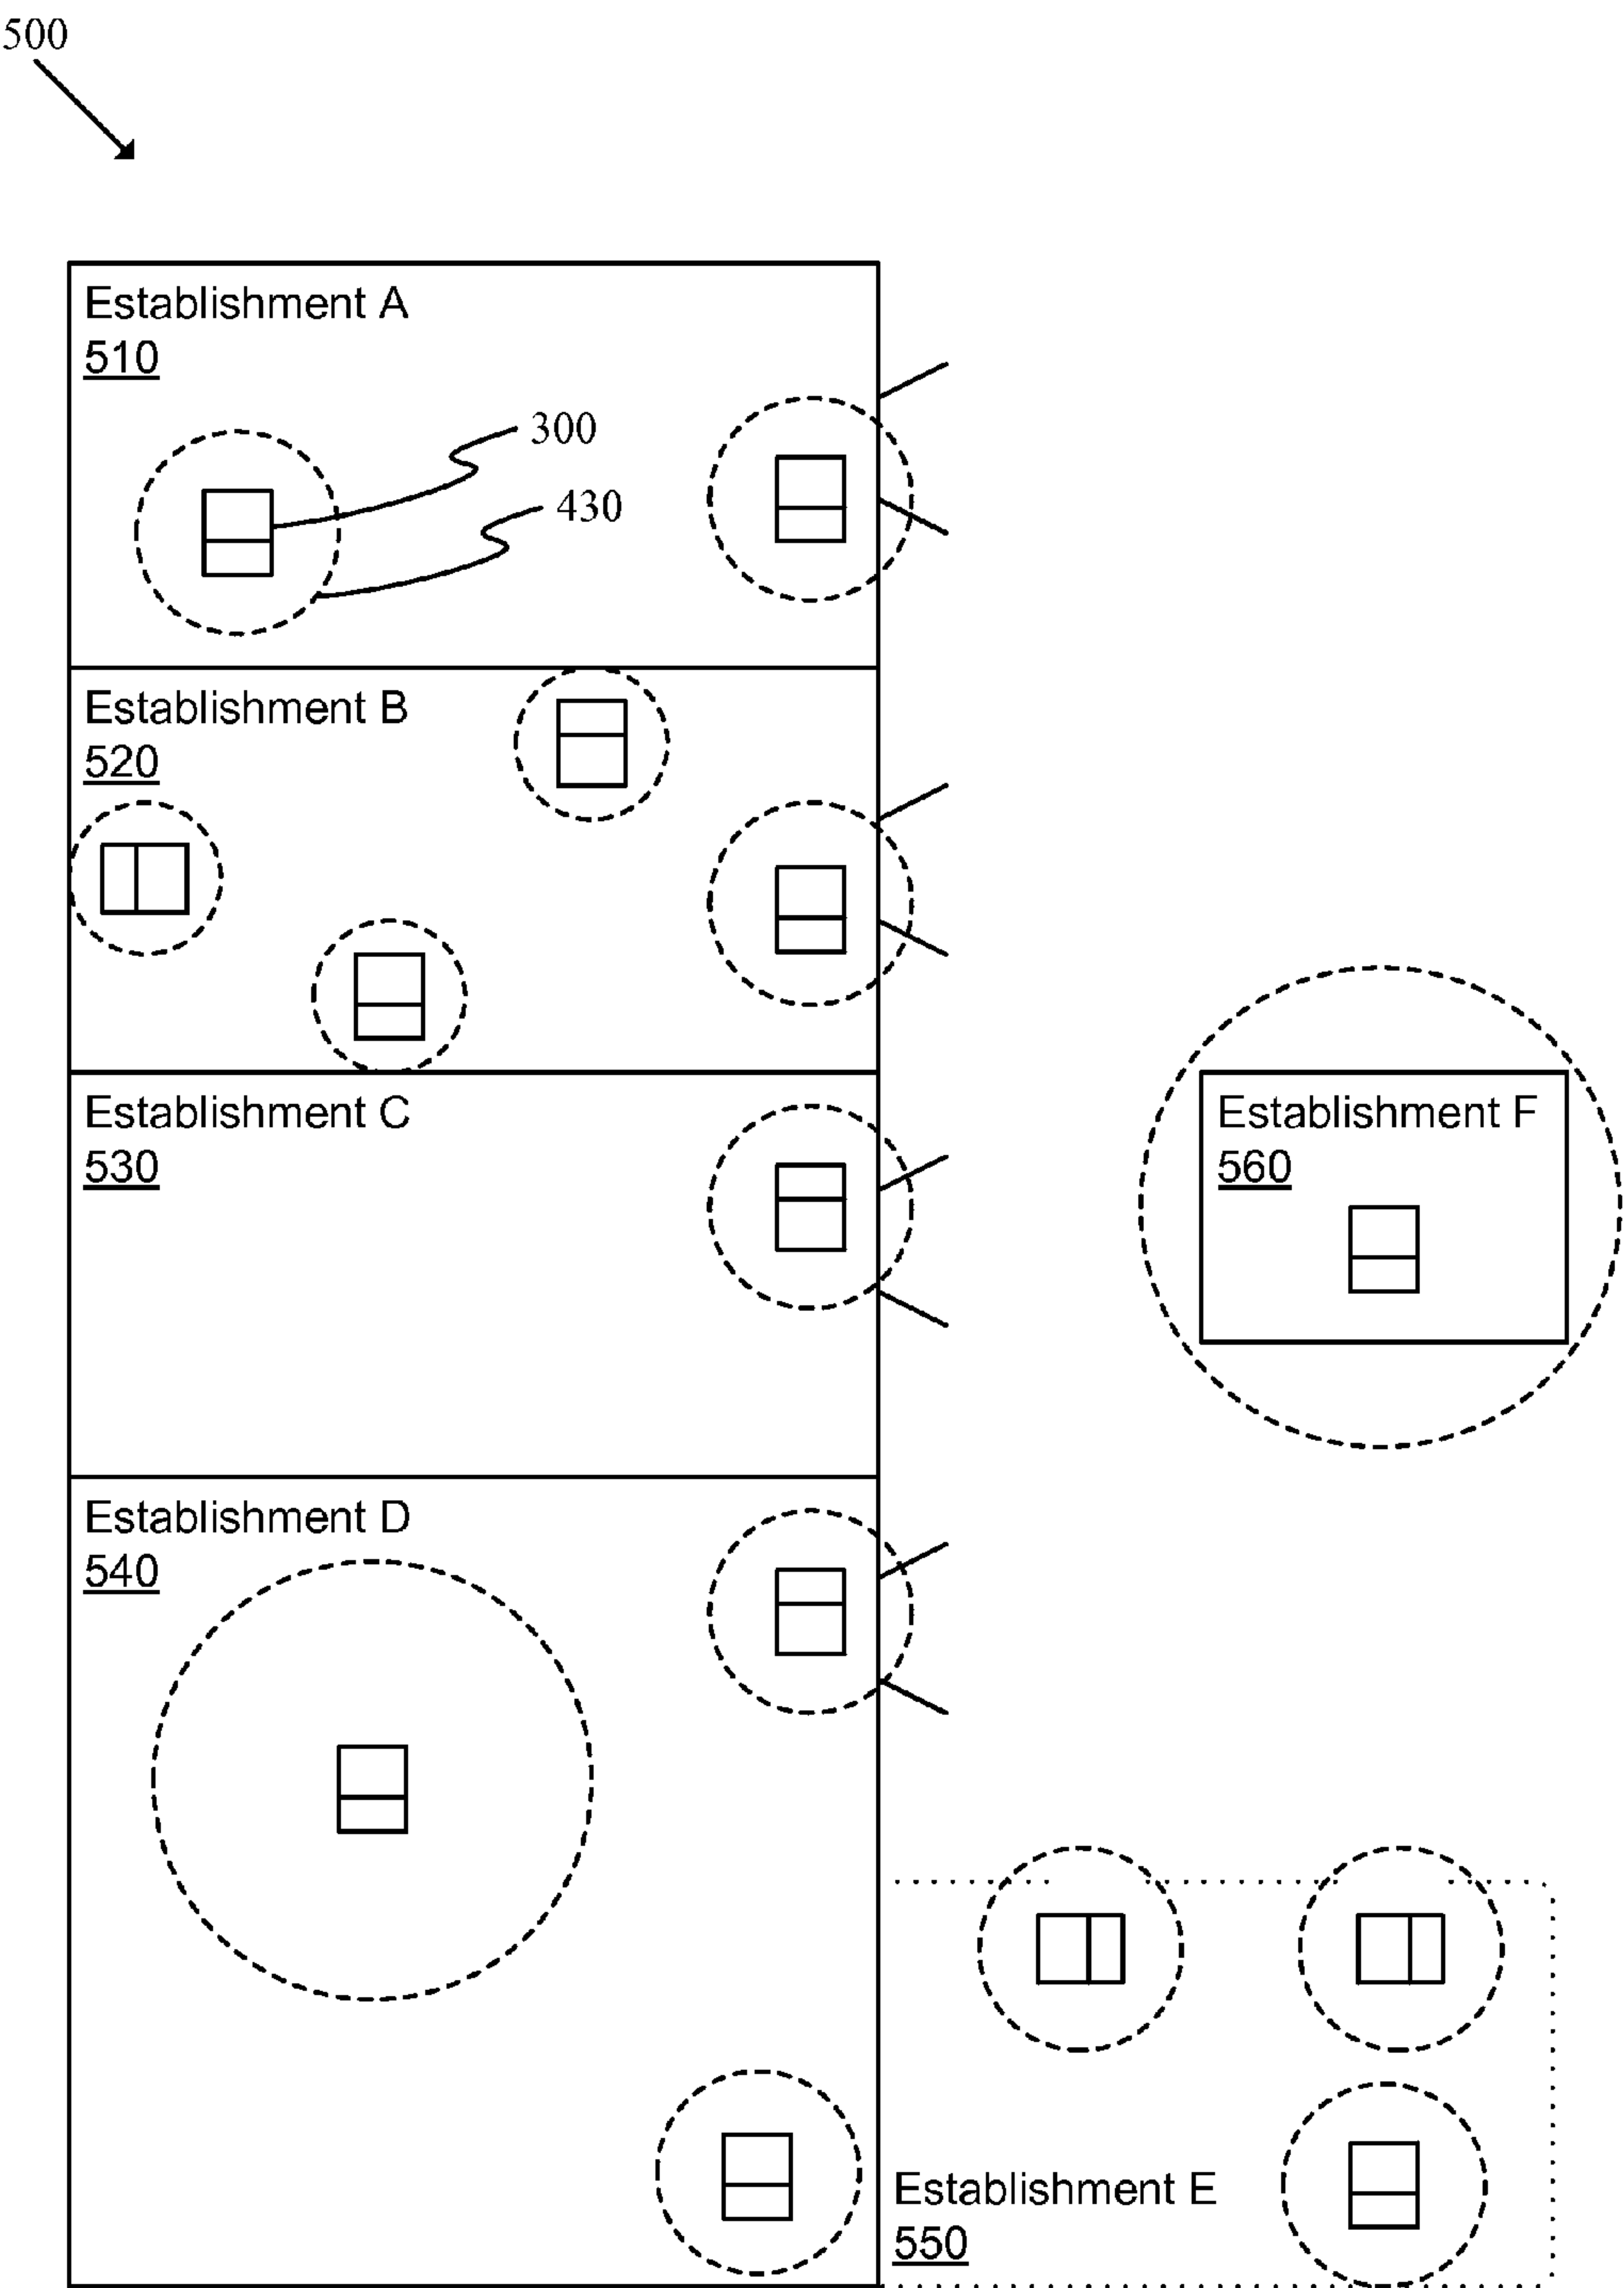 500
Establishment A
510
300
430
Establishment B
520
Establishment C
530
Establishment F
560
Establishment D
540
Establishment E
550